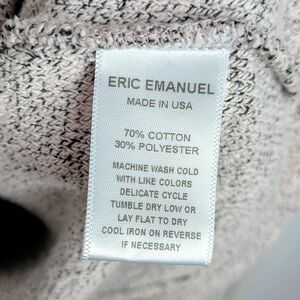 ERIC EMANUEL
MADE IN USA
70% COTTON
30% POLYESTER
MACHINE WASH COLD
WITH LIKE COLORS
DELICATE CYCLE
TUMBLE DRY LOW OR
LAY FLAT TO DRY
COOL IRON ON REVERSE
IF NECESSARY